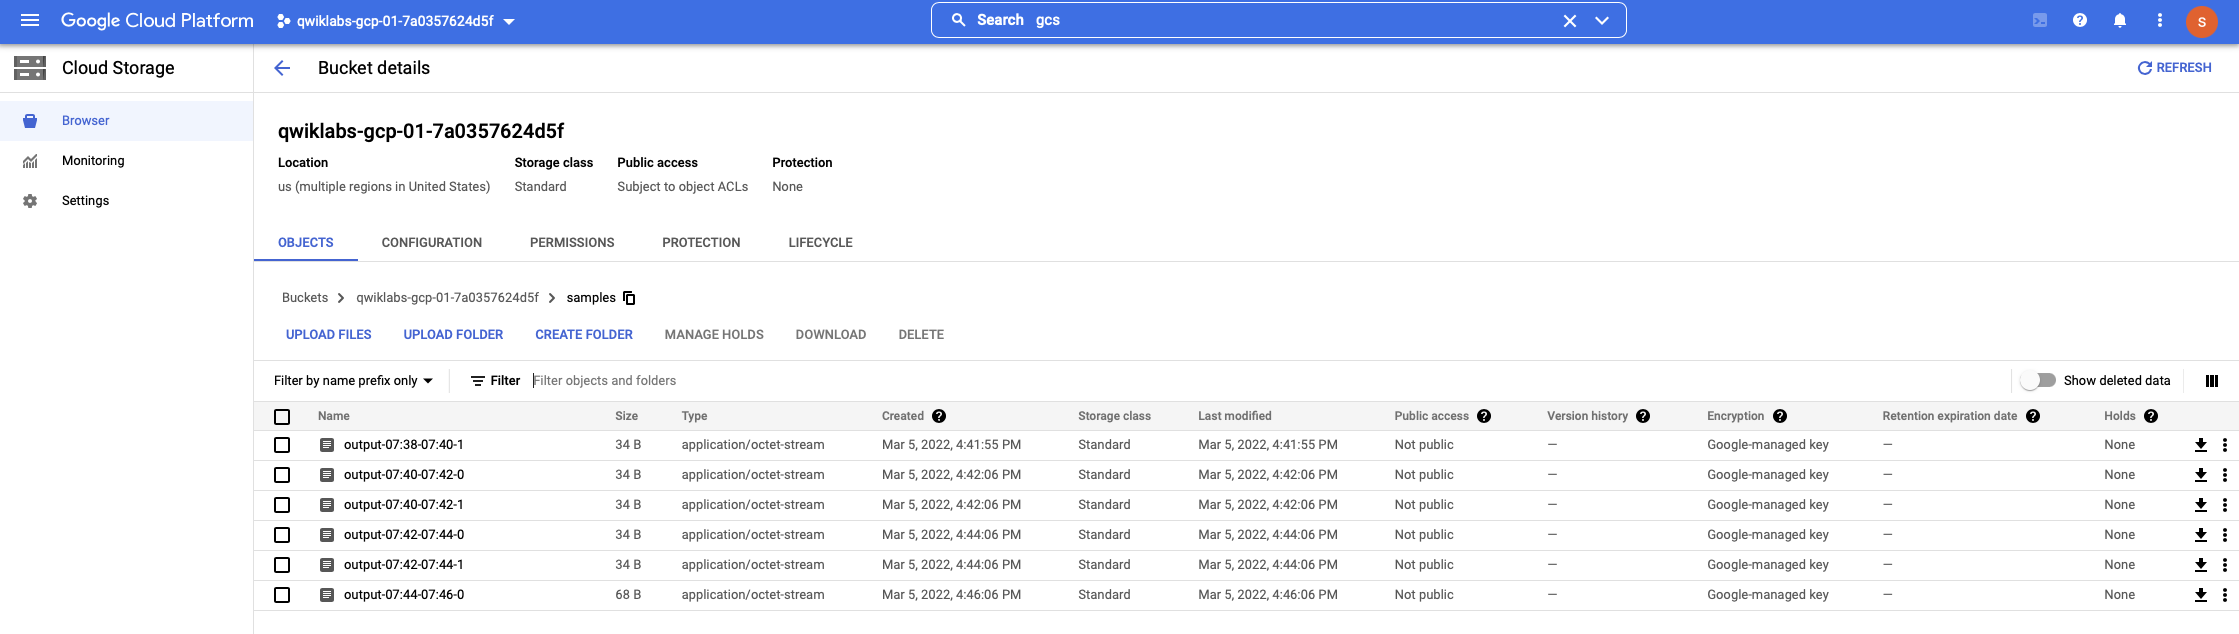 Google Cloud Platform qwiklabs-gcp-01-7a0357624d5f Search gcs S
Cloud Storage Bucket details REFRESH
Browser
Monitoring
Settings
qwiklabs-gcp-01-7a0357624d5f
Location Storage class Public access Protection
us (multiple regions in United States) Standard Subject to object ACLs None
OBJECTS CONFIGURATION PERMISSIONS PROTECTION LIFECYCLE
Buckets > qwiklabs-gcp-01-7a0357624d5f > samples
UPLOAD FILES UPLOAD FOLDER CREATE FOLDER MANAGE HOLDS DOWNLOAD DELETE
Filter by name prefix only Filter Filter objects and folders Show deleted data
Name Size Type Created Storage class Last modified Public access Version history Encryption Retention expiration date Holds
output-07:38-07:40-1 34 B application/octet-stream Mar 5, 2022, 4:41:55 PM Standard Mar 5, 2022, 4:41:55 PM Not public — Google-managed key — None
output-07:40-07:42-0 34 B application/octet-stream Mar 5, 2022, 4:42:06 PM Standard Mar 5, 2022, 4:42:06 PM Not public — Google-managed key — None
output-07:40-07:42-1 34 B application/octet-stream Mar 5, 2022, 4:42:06 PM Standard Mar 5, 2022, 4:42:06 PM Not public — Google-managed key — None
output-07:42-07:44-0 34 B application/octet-stream Mar 5, 2022, 4:44:06 PM Standard Mar 5, 2022, 4:44:06 PM Not public — Google-managed key — None
output-07:42-07:44-1 34 B application/octet-stream Mar 5, 2022, 4:44:06 PM Standard Mar 5, 2022, 4:44:06 PM Not public — Google-managed key — None
output-07:44-07:46-0 68 B application/octet-stream Mar 5, 2022, 4:46:06 PM Standard Mar 5, 2022, 4:46:06 PM Not public — Google-managed key — None